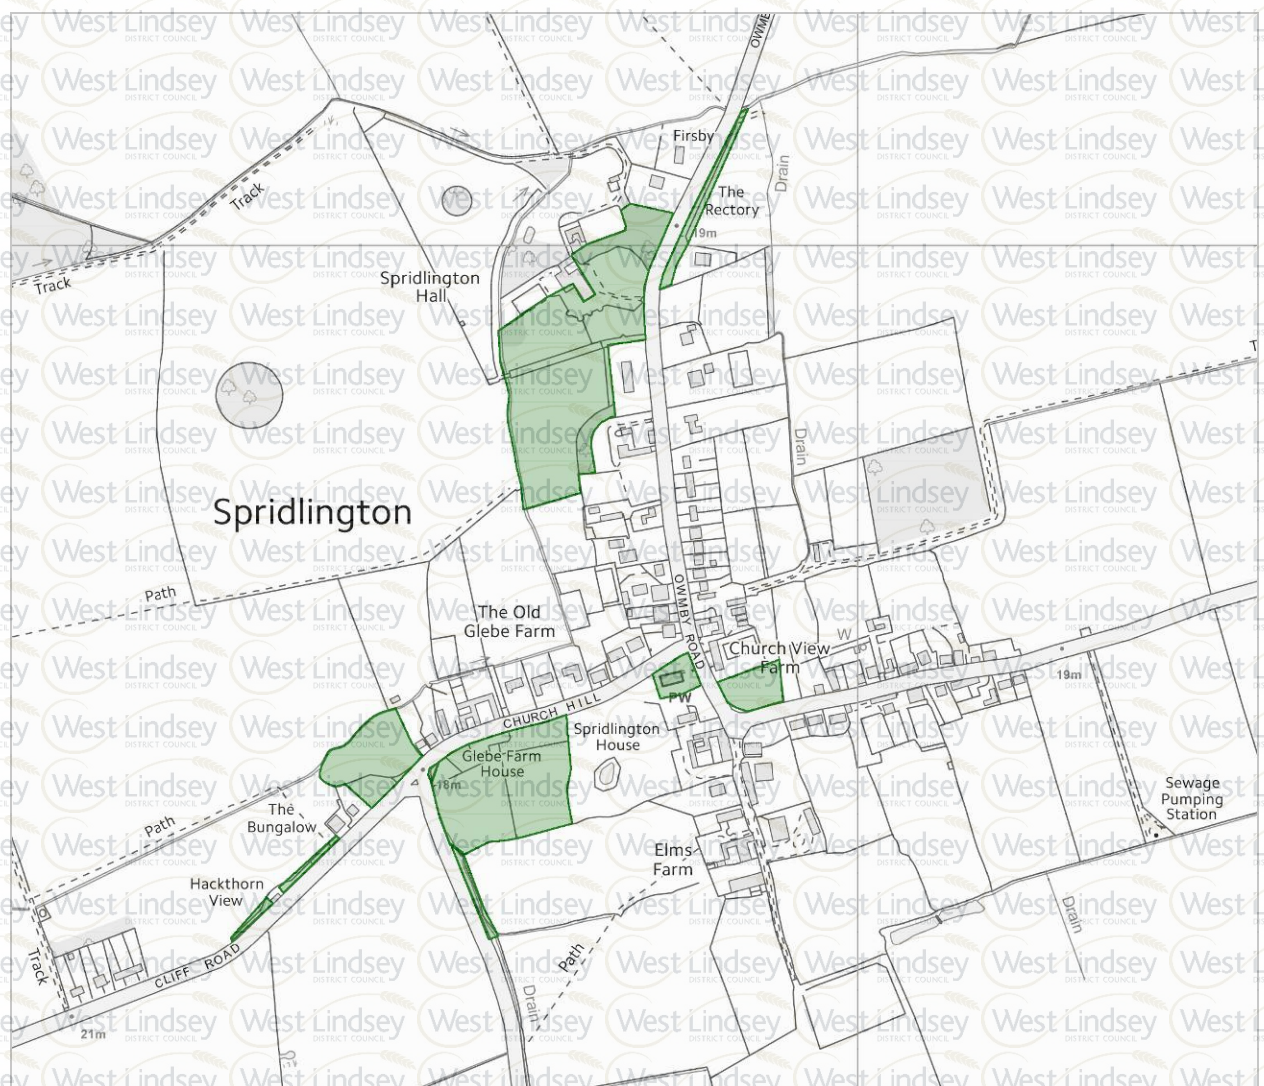 OWMB
Firsby
Drain
Track
The
Rectory
19m
Spridlington
Hall
Track
Drain
Spridlington
Path
OWMBY ROAD
The Old
Glebe Farm
W
Church View
Farm
19m
PW
CHURCH HILL
Spridlington
House
Glebe Farm
House
18m
Sewage
Pumping
Station
The
Bungalow
Path
Elms
Farm
Hackthorn
View
Drain
Path
CLIFF ROAD
Track
Drain
21m
West Lindsey
DISTRICT COUNCIL